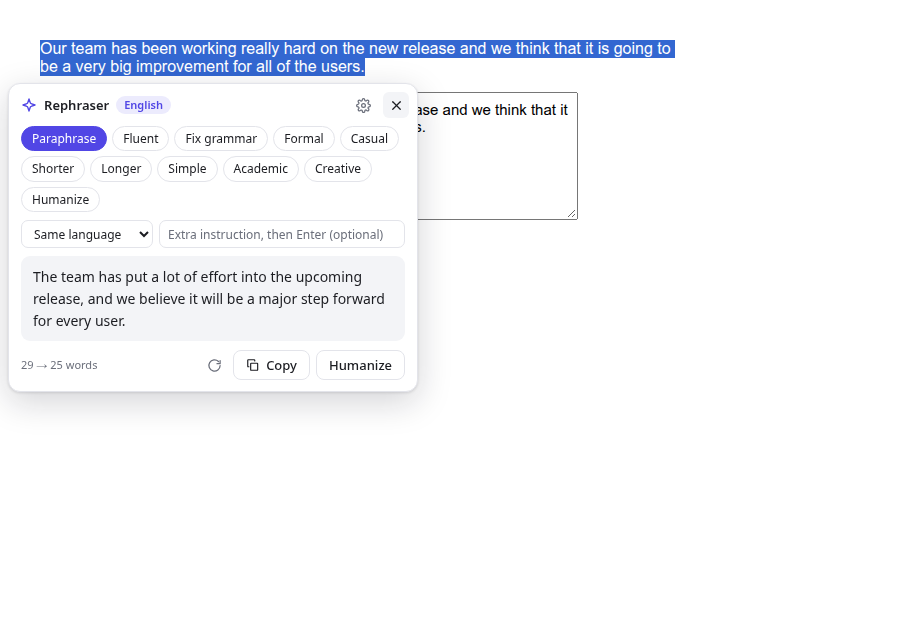 Our team has been working really hard on the new release and we think that it is going to
be a very big improvement for all of the users.
Rephraser English
ase and we think that it
s.
Paraphrase Fluent Fix grammar Formal Casual
Shorter Longer Simple Academic Creative
Humanize
Same language Extra instruction, then Enter (optional)
The team has put a lot of effort into the upcoming
release, and we believe it will be a major step forward
for every user.
29 → 25 words Copy Humanize